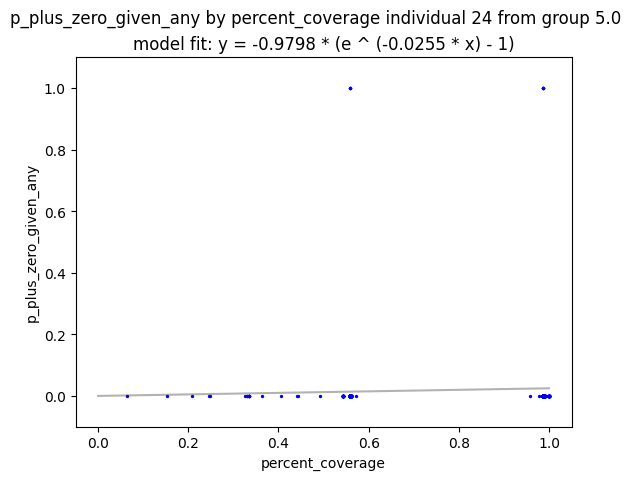 p_plus_zero_given_any by percent_coverage individual 24 from group 5.0
model fit: y = -0.9798 * (e ^ (-0.0255 * x) - 1)
1.0
0.8
0.6
0.4
0.2
0.0
p_plus_zero_given_any
0.0 0.2 0.4 0.6 0.8 1.0
percent_coverage